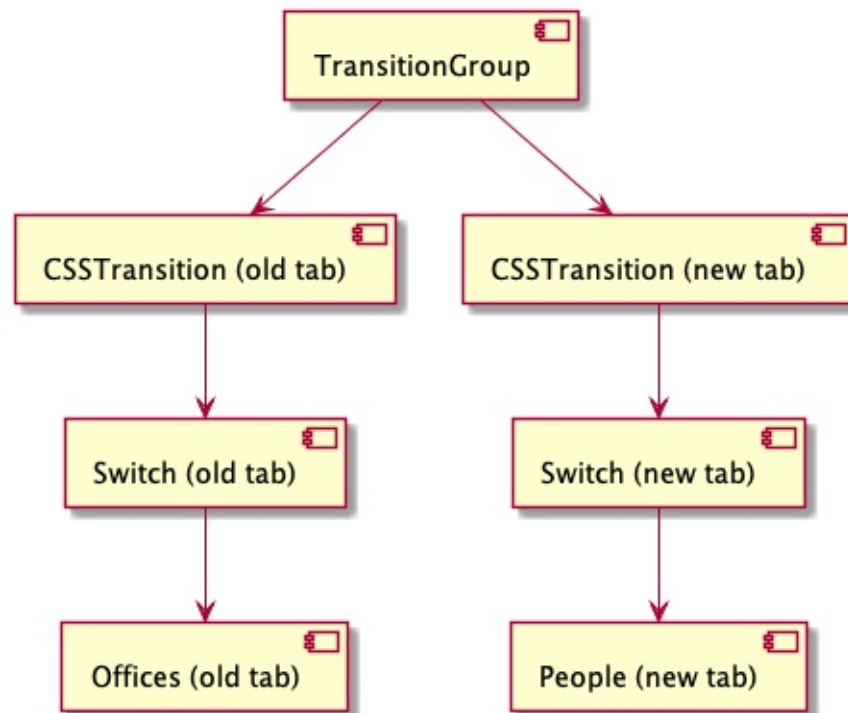 TransitionGroup
CSSTransition (old tab)
CSSTransition (new tab)
Switch (old tab)
Switch (new tab)
Offices (old tab)
People (new tab)